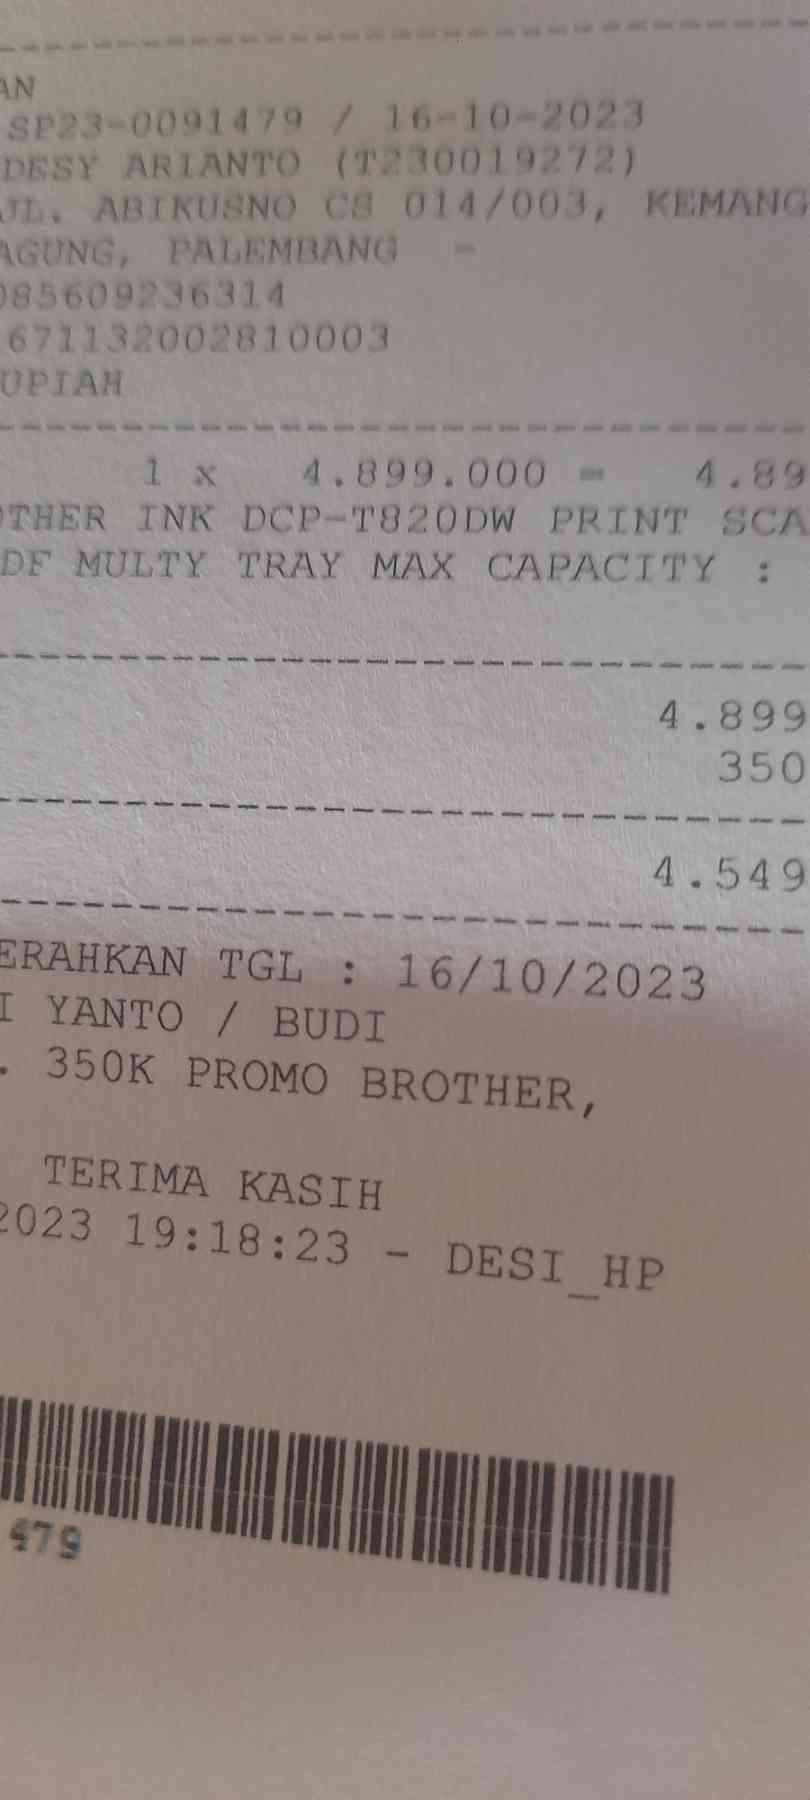 AN
SP23-0091479 / 16-10-2023
DESY ARIANTO (T230019272)
JL. ABIKUSNO CS 014/003, KEMANG
AGUNG, PALEMBANG -
085609236314
671132002810003
UPIAH
1 x 4.899.000 = 4.89
OTHER INK DCP-T820DW PRINT SCA
DF MULTY TRAY MAX CAPACITY :
4.899
350
4.549
ERAHKAN TGL : 16/10/2023
I YANTO / BUDI
. 350K PROMO BROTHER,
TERIMA KASIH
2023 19:18:23 - DESI_HP
479